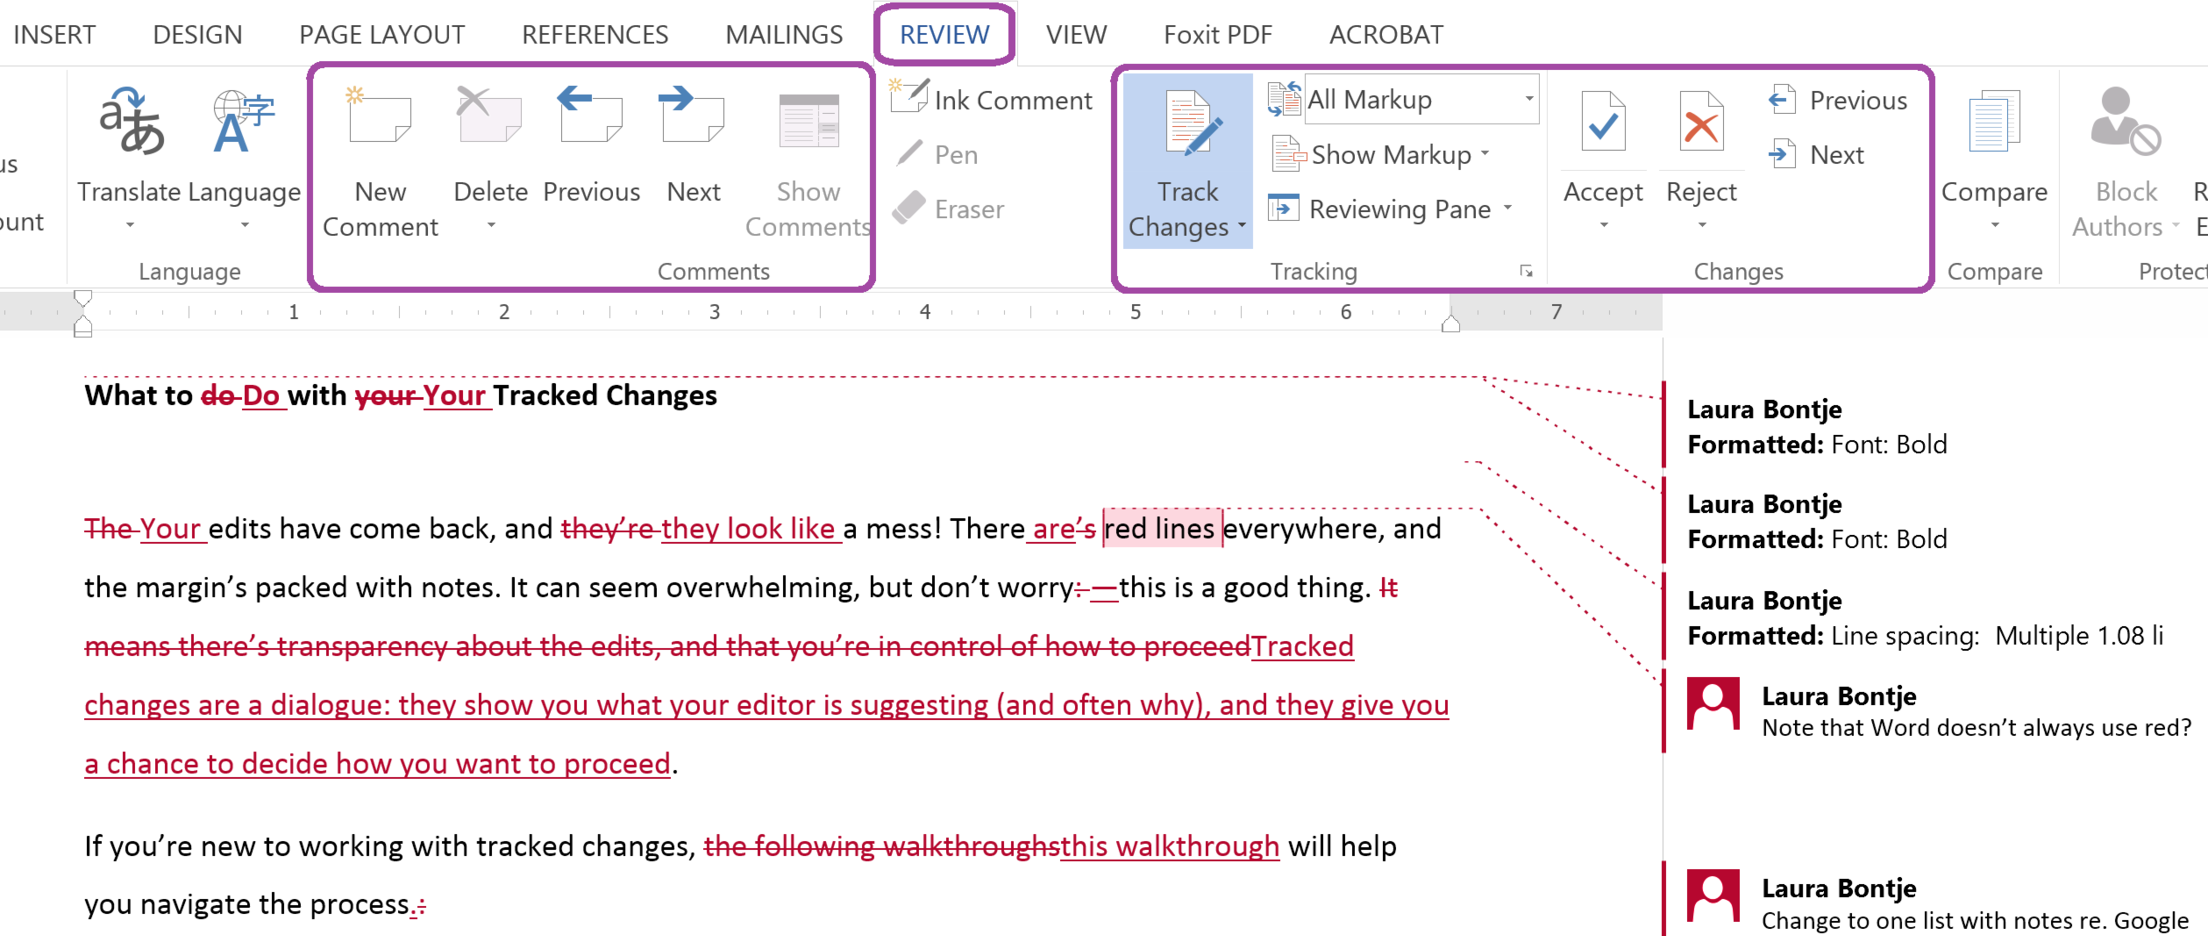 INSERT DESIGN PAGE LAYOUT REFERENCES MAILINGS REVIEW VIEW Foxit PDF ACROBAT
Translate
Language
Language
New
Comment
Delete
Previous
Next
Show
Comments
Comments
Ink Comment
Pen
Eraser
Track
Changes
All Markup
Show Markup
Reviewing Pane
Tracking
Accept
Reject
Previous
Next
Changes
Compare
Compare
Block
Authors
1 2 3 4 5 6 7
What to do Do with your Your Tracked Changes
The Your edits have come back, and they’re they look like a mess! There are’s red lines everywhere, and
the margin’s packed with notes. It can seem overwhelming, but don’t worry: —this is a good thing. It
means there’s transparency about the edits, and that you’re in control of how to proceedTracked
changes are a dialogue: they show you what your editor is suggesting (and often why), and they give you
a chance to decide how you want to proceed.
If you’re new to working with tracked changes, the following walkthroughsthis walkthrough will help
you navigate the process.:
Laura Bontje
Formatted: Font: Bold
Laura Bontje
Formatted: Font: Bold
Laura Bontje
Formatted: Line spacing: Multiple 1.08 li
Laura Bontje
Note that Word doesn’t always use red?
Laura Bontje
Change to one list with notes re. Google